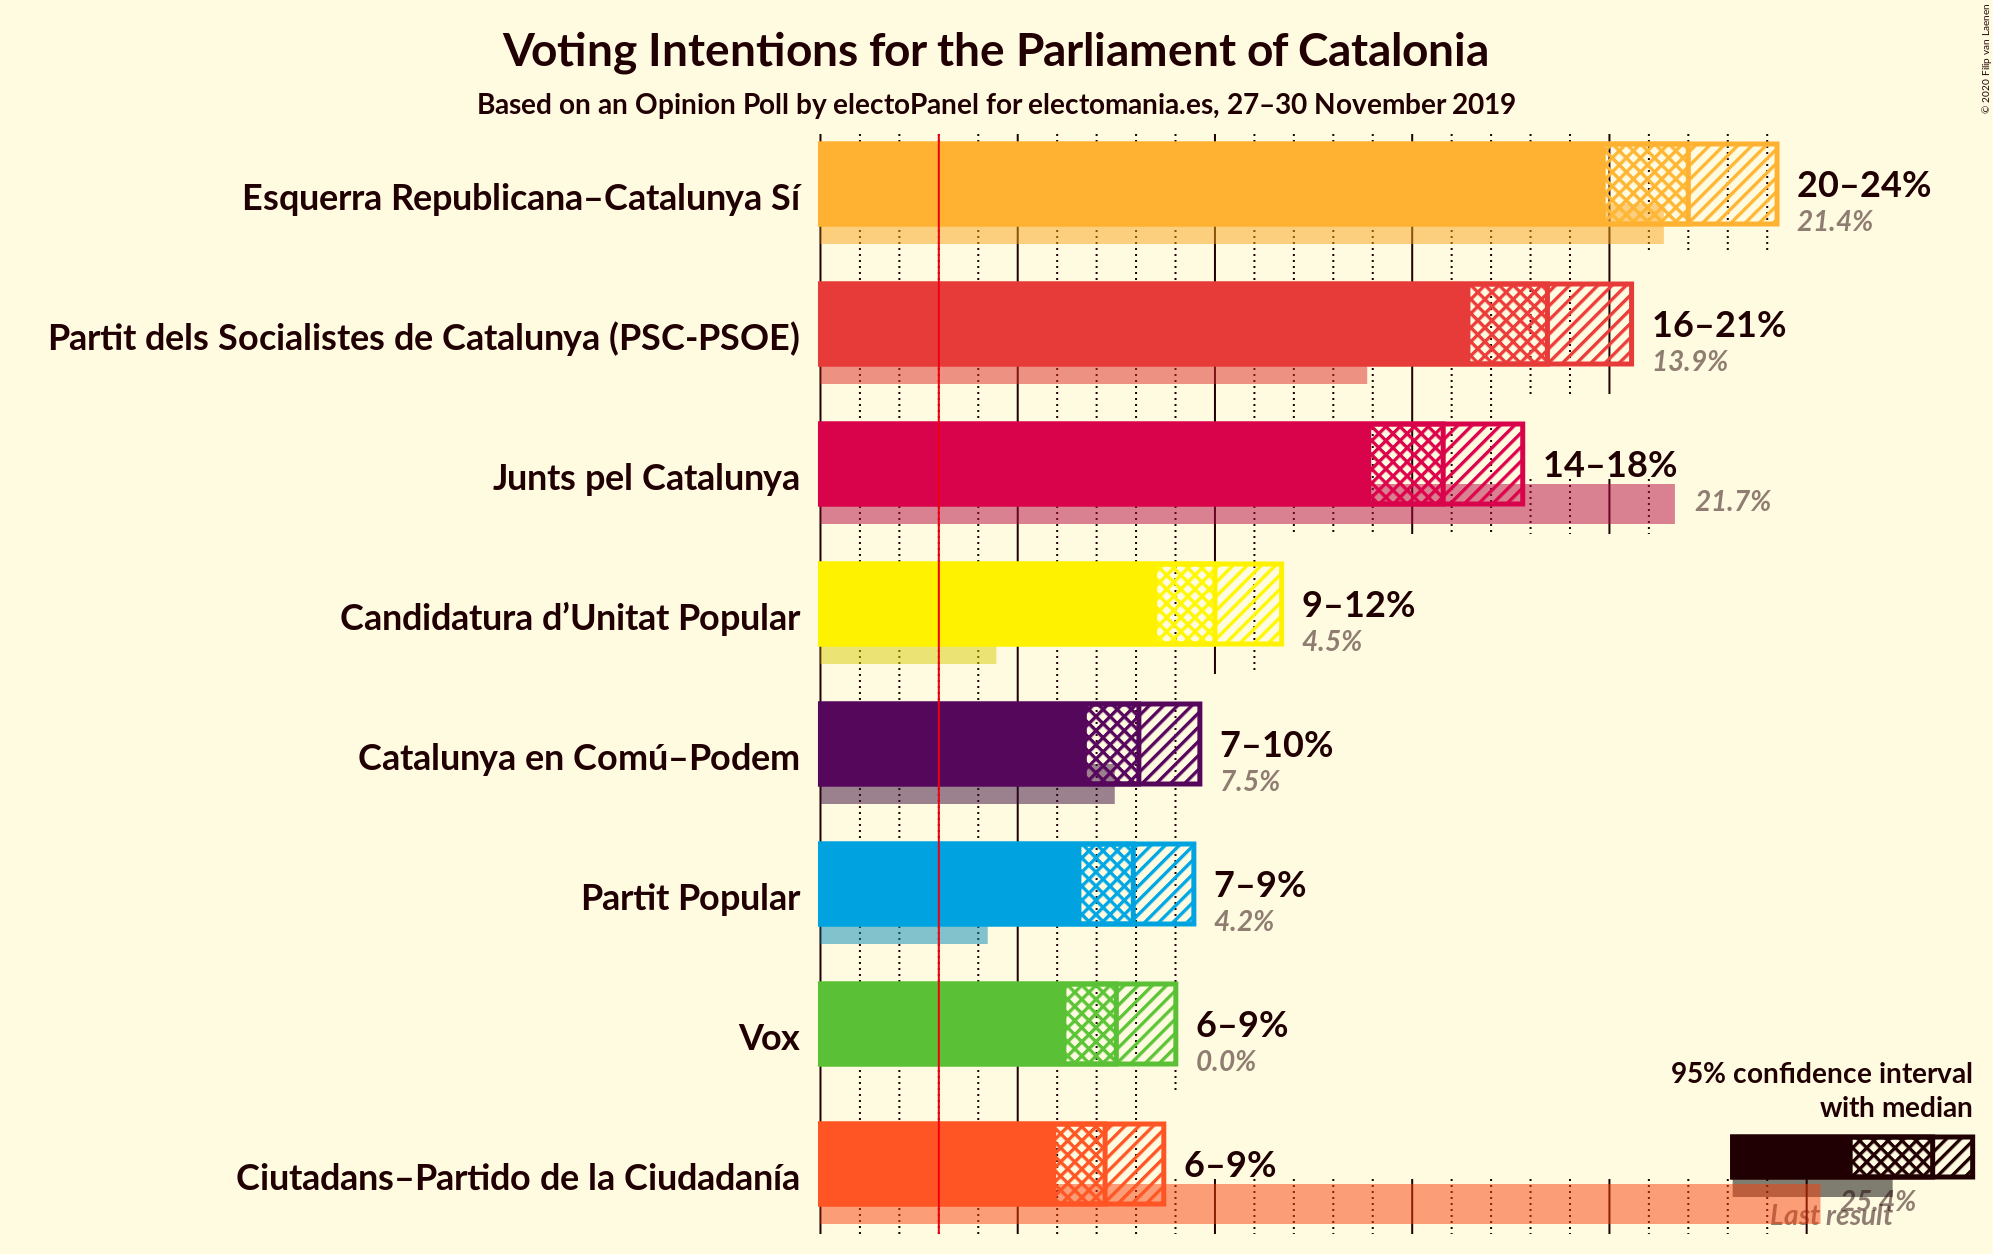 Voting Intentions for the Parliament of Catalonia
Based on an Opinion Poll by electoPanel for electomania.es, 27–30 November 2019
© 2020 Filip van Laenen
Esquerra Republicana–Catalunya Sí
20–24%
21.4%
Partit dels Socialistes de Catalunya (PSC-PSOE)
16–21%
13.9%
Junts pel Catalunya
14–18%
21.7%
Candidatura d’Unitat Popular
9–12%
4.5%
Catalunya en Comú–Podem
7–10%
7.5%
Partit Popular
7–9%
4.2%
Vox
6–9%
0.0%
Ciutadans–Partido de la Ciudadanía
6–9%
25.4%
95% confidence interval
with median
Last result